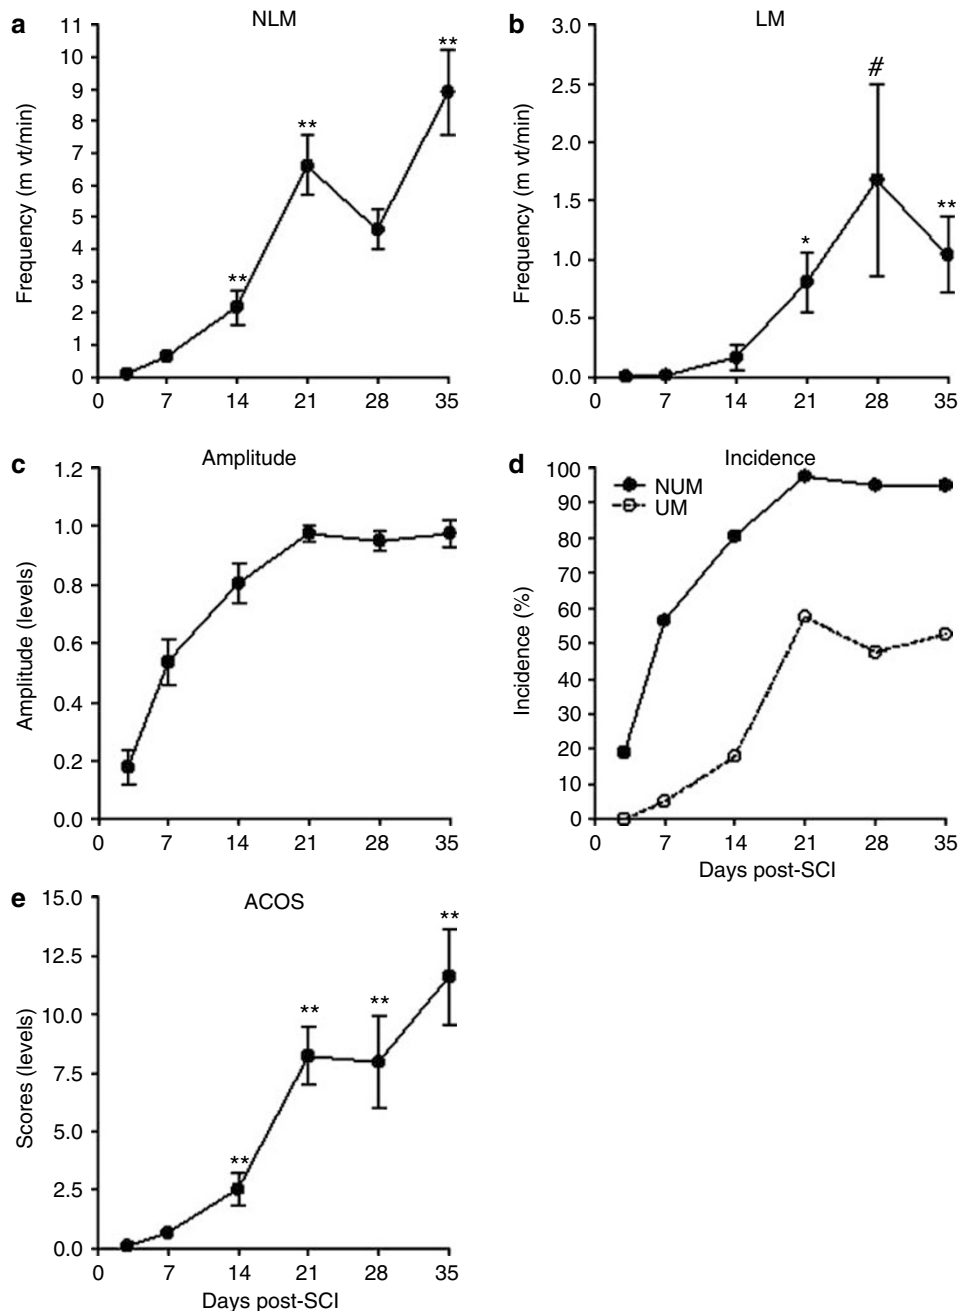 a
NLM
Frequency (m vt/min)
11
10
9
8
7
6
5
4
3
2
1
0
**
**
**
0 7 14 21 28 35
b
LM
Frequency (m vt/min)
3.0
2.5
2.0
1.5
1.0
0.5
0.0
*
#
**
0 7 14 21 28 35
c
Amplitude
Amplitude (levels)
1.2
1.0
0.8
0.6
0.4
0.2
0.0
0 7 14 21 28 35
d
Incidence
Incidence (%)
100
90
80
70
60
50
40
30
20
10
0
NUM
UM
0 7 14 21 28 35
Days post-SCI
e
ACOS
Scores (levels)
15.0
12.5
10.0
7.5
5.0
2.5
0.0
**
**
**
**
0 7 14 21 28 35
Days post-SCI